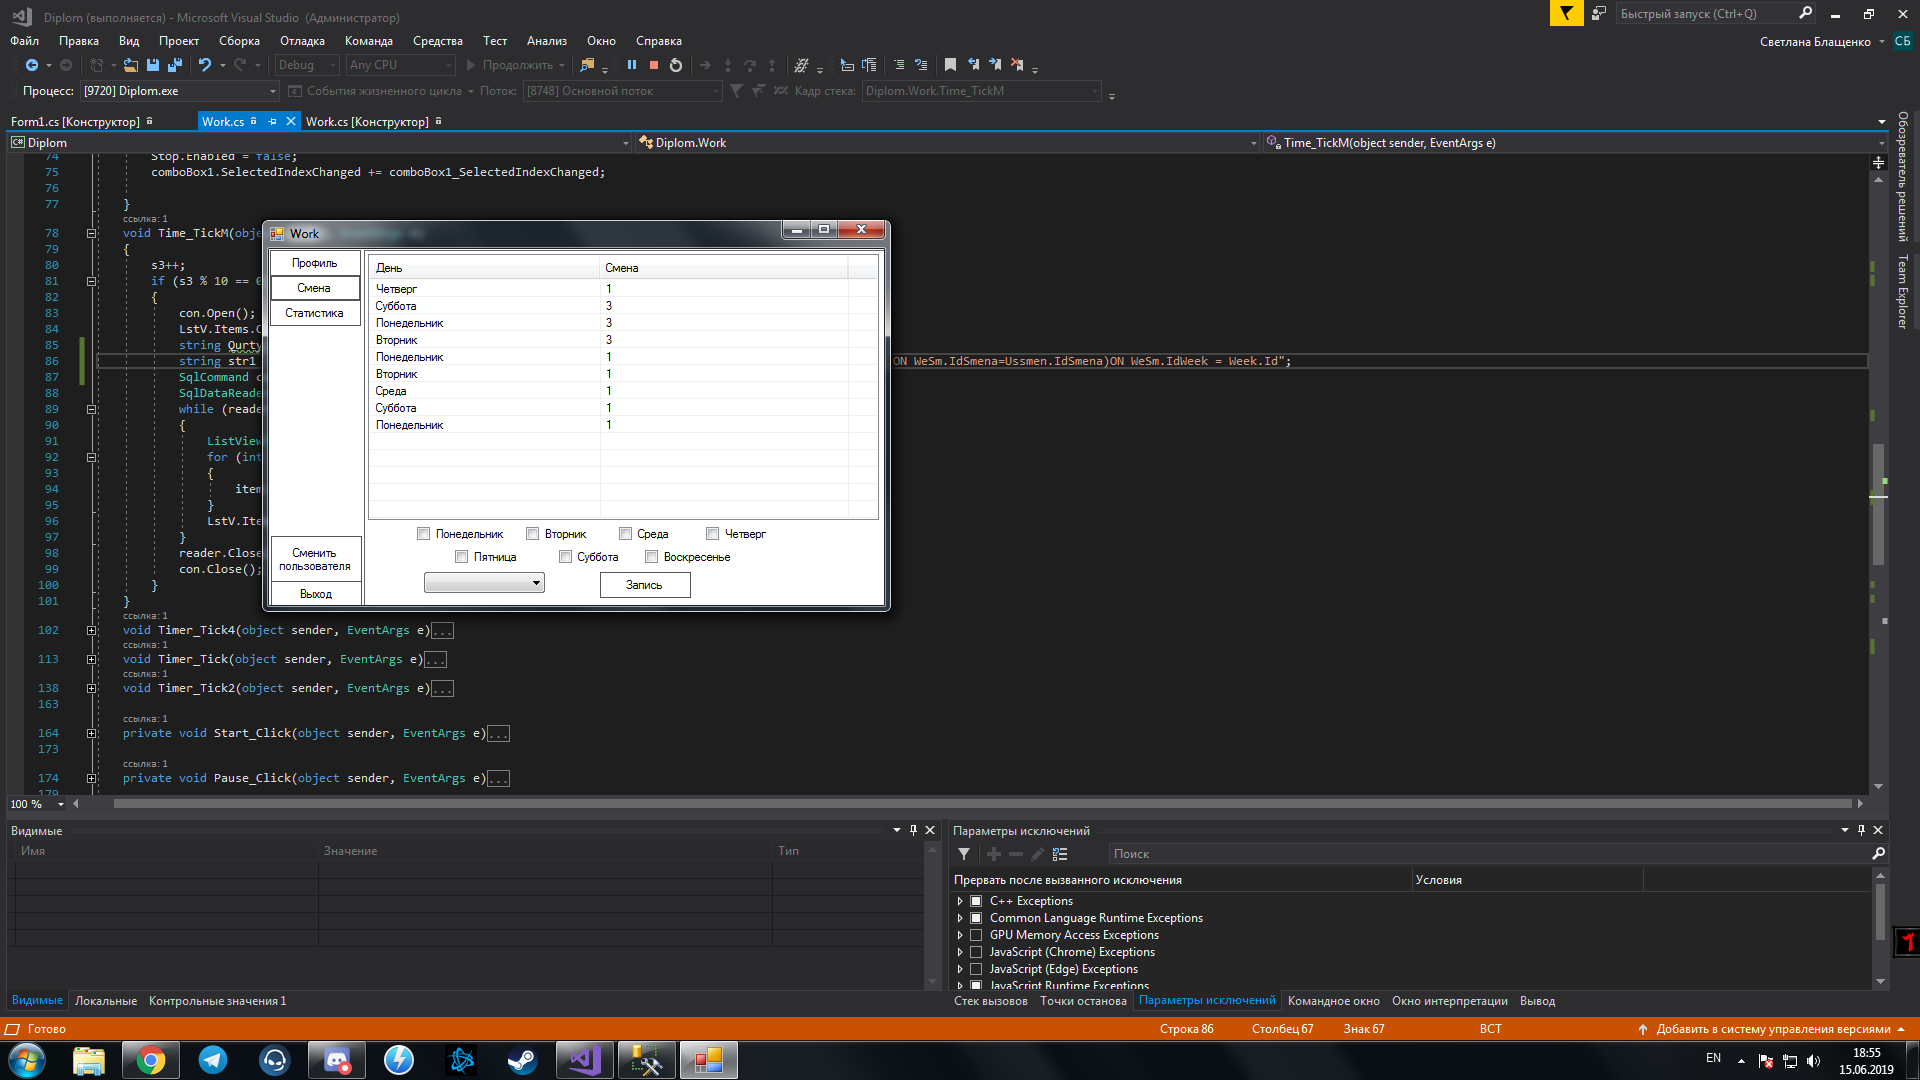 Diplom (выполняется) - Microsoft Visual Studio (Администратор)
Быстрый запуск (Ctrl+Q)
Файл Правка Вид Проект Сборка Отладка Команда Средства Тест Анализ Окно Справка
Светлана Блащенко СБ
Debug Any CPU Продолжить
Процесс: [9720] Diplom.exe События жизненного цикла Поток: [8748] Основной поток Кадр стека: Diplom.Work.Time_TickM
Form1.cs [Конструктор] Work.cs Work.cs [Конструктор]
Diplom Diplom.Work Time_TickM(object sender, EventArgs e)
Обозреватель решений
Team Explorer
74 Stop.Enabled = false;
75 comboBox1.SelectedIndexChanged += comboBox1_SelectedIndexChanged;
76
77 }
ссылка: 1
78 void Time_TickM(obje
79 {
80 s3++;
81 if (s3 % 10 == 0
82 {
83 con.Open();
84 LstV.Items.C
85 string Qurty
86 string str1 ON WeSm.IdSmena=Ussmen.IdSmena)ON WeSm.IdWeek = Week.Id";
87 SqlCommand c
88 SqlDataReade
89 while (reade
90 {
91 ListView
92 for (int
93 {
94 item
95 }
96 LstV.Ite
97 }
98 reader.Close
99 con.Close();
100 }
101 }
ссылка: 1
102 void Timer_Tick4(object sender, EventArgs e)...
ссылка: 1
113 void Timer_Tick(object sender, EventArgs e)...
ссылка: 1
138 void Timer_Tick2(object sender, EventArgs e)...
163
ссылка: 1
164 private void Start_Click(object sender, EventArgs e)...
173
ссылка: 1
174 private void Pause_Click(object sender, EventArgs e)...
179
Work
Профиль
Смена
Статистика
Сменить
пользователя
Выход
День Смена
Четверг 1
Суббота 3
Понедельник 3
Вторник 3
Понедельник 1
Вторник 1
Среда 1
Суббота 1
Понедельник 1
Понедельник Вторник Среда Четверг
Пятница Суббота Воскресенье
Запись
100 %
Видимые
Имя Значение Тип
Видимые Локальные Контрольные значения 1
Параметры исключений
Поиск
Прервать после вызванного исключения Условия
C++ Exceptions
Common Language Runtime Exceptions
GPU Memory Access Exceptions
JavaScript (Chrome) Exceptions
JavaScript (Edge) Exceptions
JavaScript Runtime Exceptions
Стек вызовов Точки останова Параметры исключений Командное окно Окно интерпретации Вывод
Готово Строка 86 Столбец 67 Знак 67 ВСТ Добавить в систему управления версиями
EN 18:55
15.06.2019